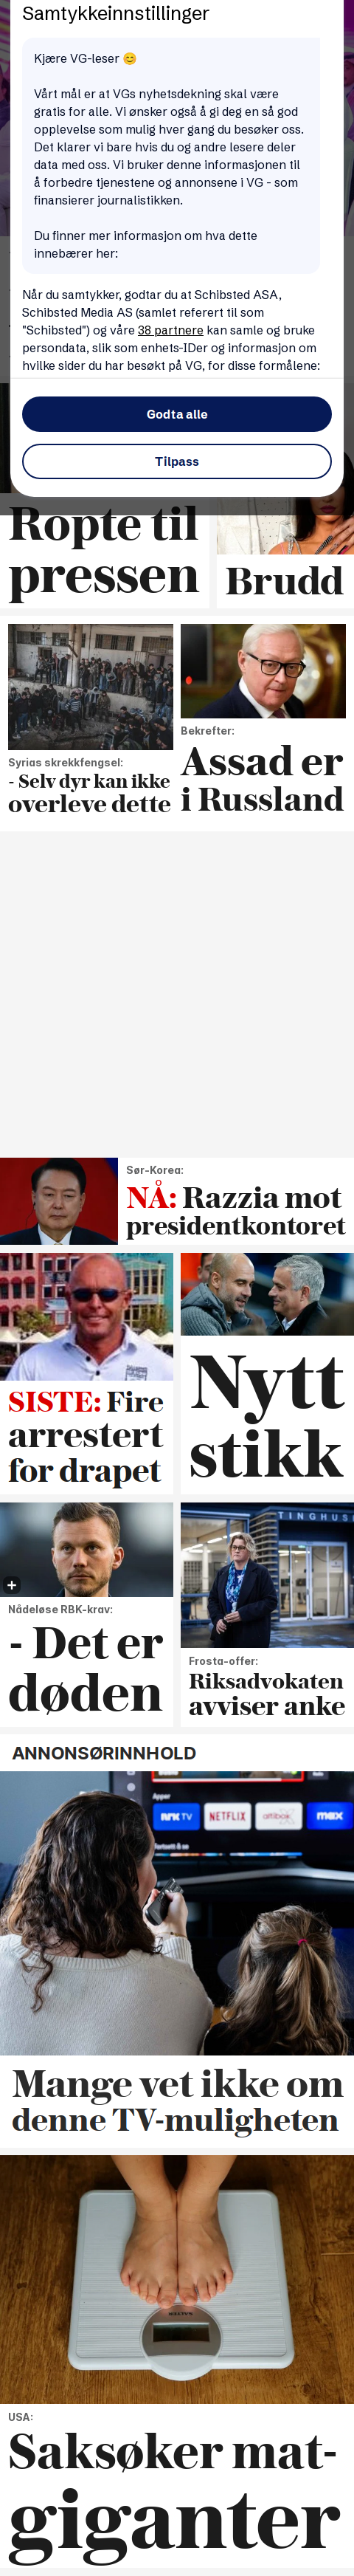 Samtykkeinnstillinger
Kjære VG-leser 😊
Vårt mål er at VGs nyhetsdekning skal være
gratis for alle. Vi ønsker også å gi deg en så god
opplevelse som mulig hver gang du besøker oss.
Det klarer vi bare hvis du og andre lesere deler
data med oss. Vi bruker denne informasjonen til
å forbedre tjenestene og annonsene i VG - som
finansierer journalistikken.
Du finner mer informasjon om hva dette
innebærer her:
Når du samtykker, godtar du at Schibsted ASA,
Schibsted Media AS (samlet referert til som
"Schibsted") og våre 38 partnere kan samle og bruke
persondata, slik som enhets-IDer og informasjon om
hvilke sider du har besøkt på VG, for disse formålene:
Godta alle
Tilpass
Ropte til
pressen
Brudd
Syrias skrekkfengsel:
- Selv dyr kan ikke
overleve dette
Bekrefter:
Assad er
i Russland
Sør-Korea:
NÅ: Razzia mot
presidentkontoret
SISTE: Fire
arrestert
for drapet
Nytt
stikk
Nådeløse RBK-krav:
- Det er
døden
TINGHUS
Frosta-offer:
Riksadvokaten
avviser anke
ANNONSØRINNHOLD
Apper
NRK TV
NETFLIX
altibox
max
Fortsett å se
Mange vet ikke om
denne TV-muligheten
USA:
Saksøker mat-
giganter